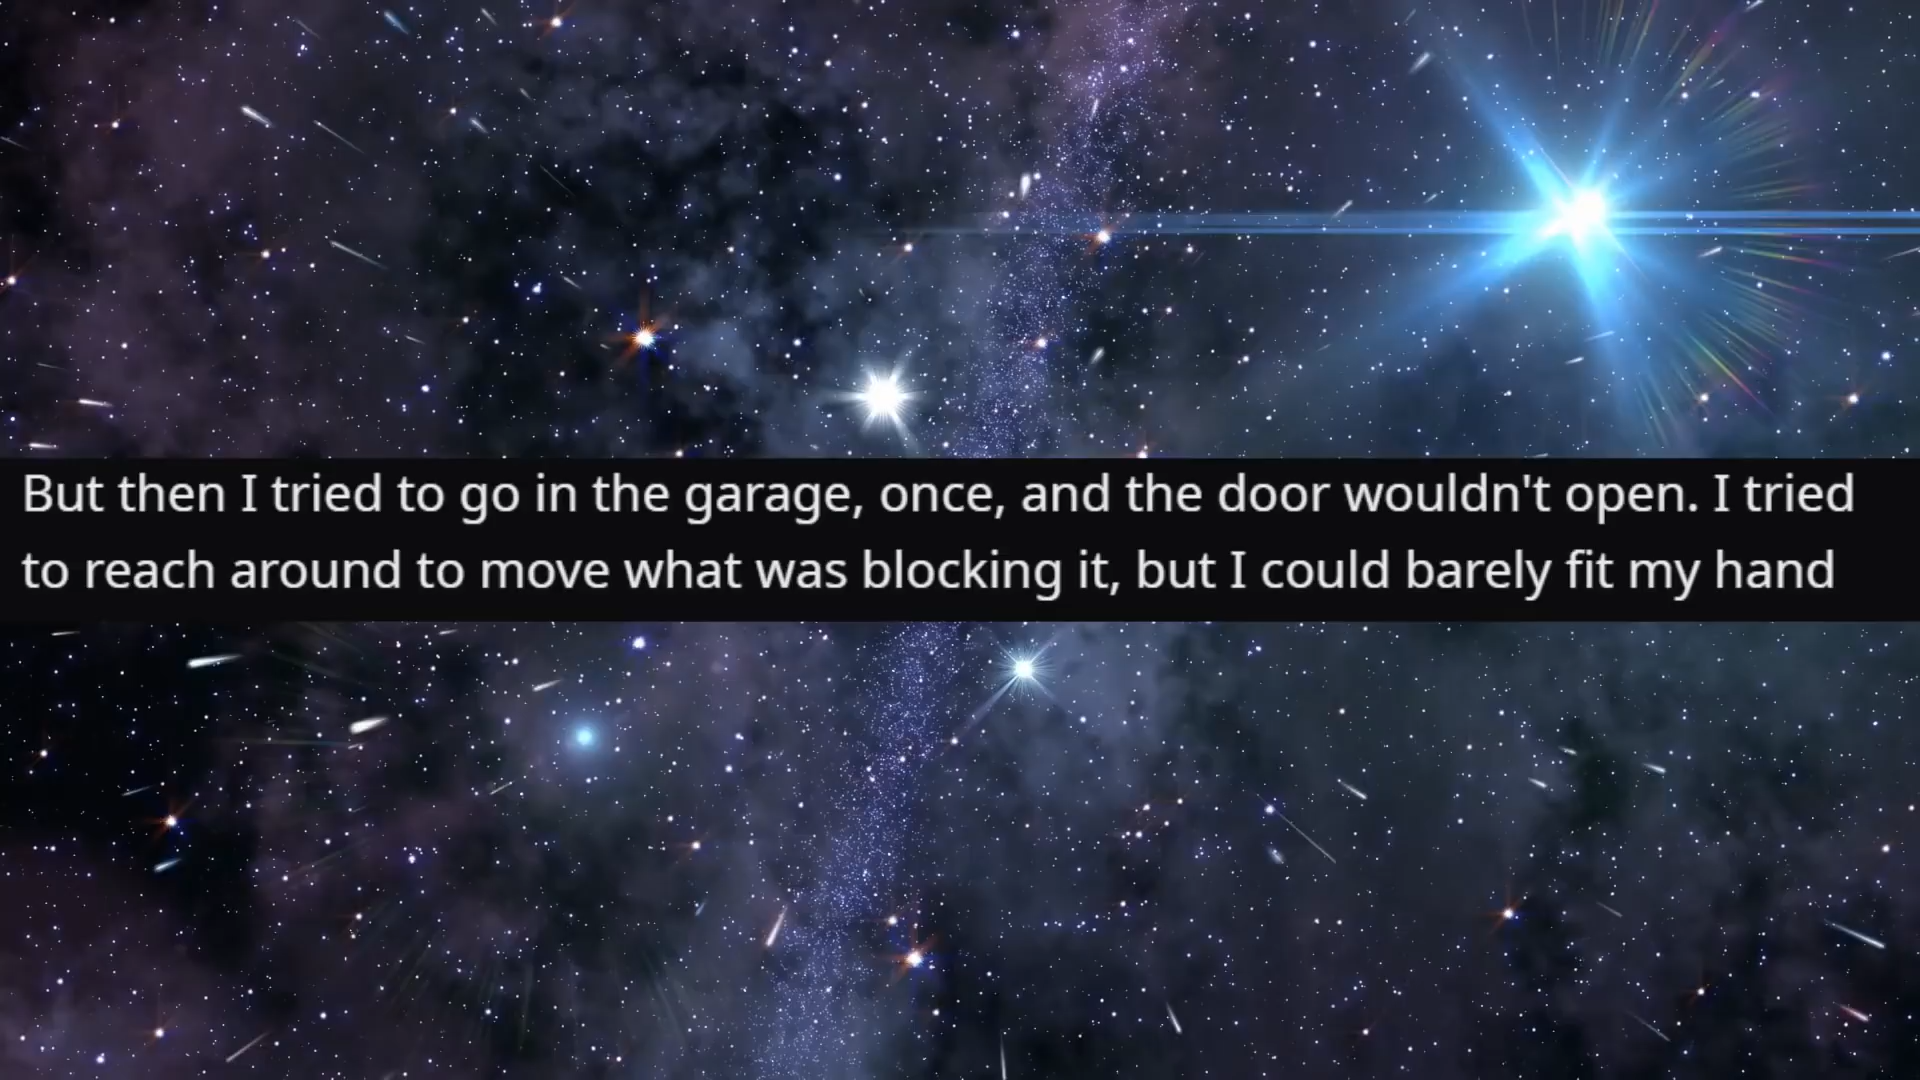 But then I tried to go in the garage, once, and the door wouldn't open. I tried
to reach around to move what was blocking it, but I could barely fit my hand